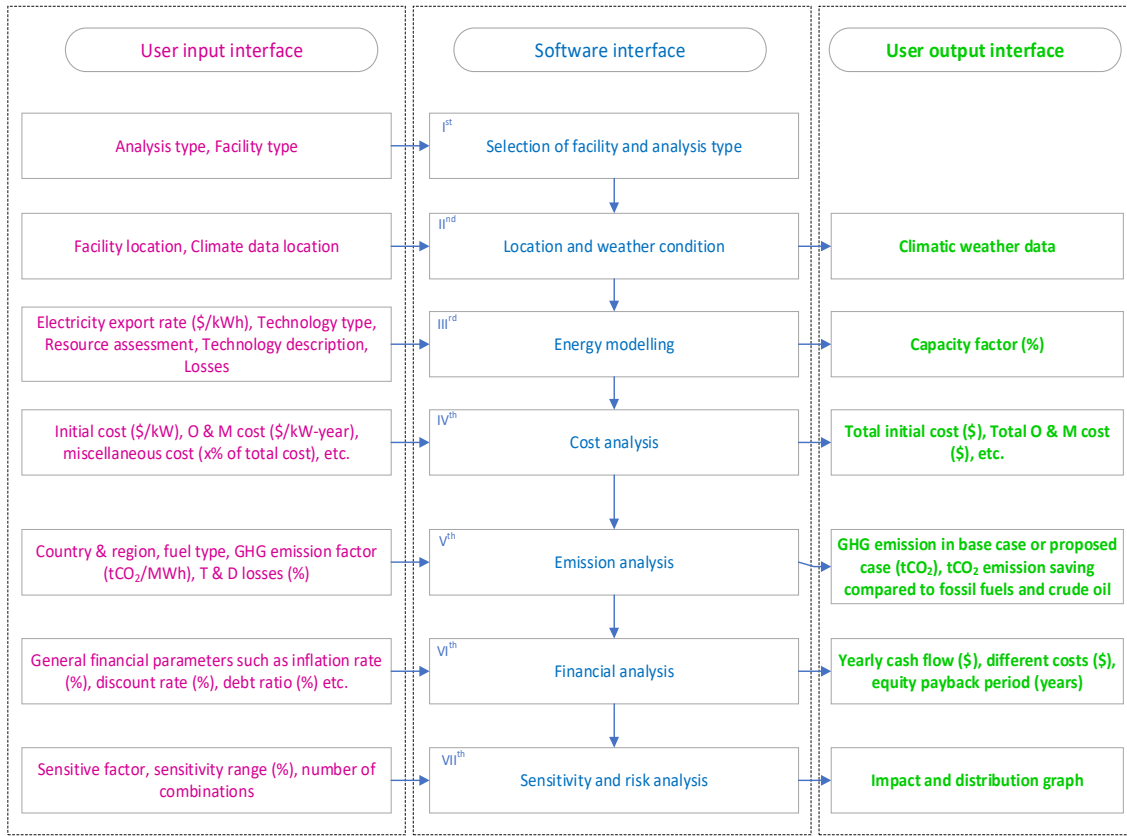 User input interface
Software interface
User output interface
Analysis type, Facility type
Iˢᵗ
Selection of facility and analysis type
Facility location, Climate data location
IIⁿᵈ
Location and weather condition
Climatic weather data
Electricity export rate ($/kWh), Technology type,
Resource assessment, Technology description,
Losses
IIIʳᵈ
Energy modelling
Capacity factor (%)
Initial cost ($/kW), O & M cost ($/kW-year),
miscellaneous cost (x% of total cost), etc.
IVᵗʰ
Cost analysis
Total initial cost ($), Total O & M cost
($), etc.
Country & region, fuel type, GHG emission factor
(tCO₂/MWh), T & D losses (%)
Vᵗʰ
Emission analysis
GHG emission in base case or proposed
case (tCO₂), tCO₂ emission saving
compared to fossil fuels and crude oil
General financial parameters such as inflation rate
(%), discount rate (%), debt ratio (%) etc.
VIᵗʰ
Financial analysis
Yearly cash flow ($), different costs ($),
equity payback period (years)
Sensitive factor, sensitivity range (%), number of
combinations
VIIᵗʰ
Sensitivity and risk analysis
Impact and distribution graph